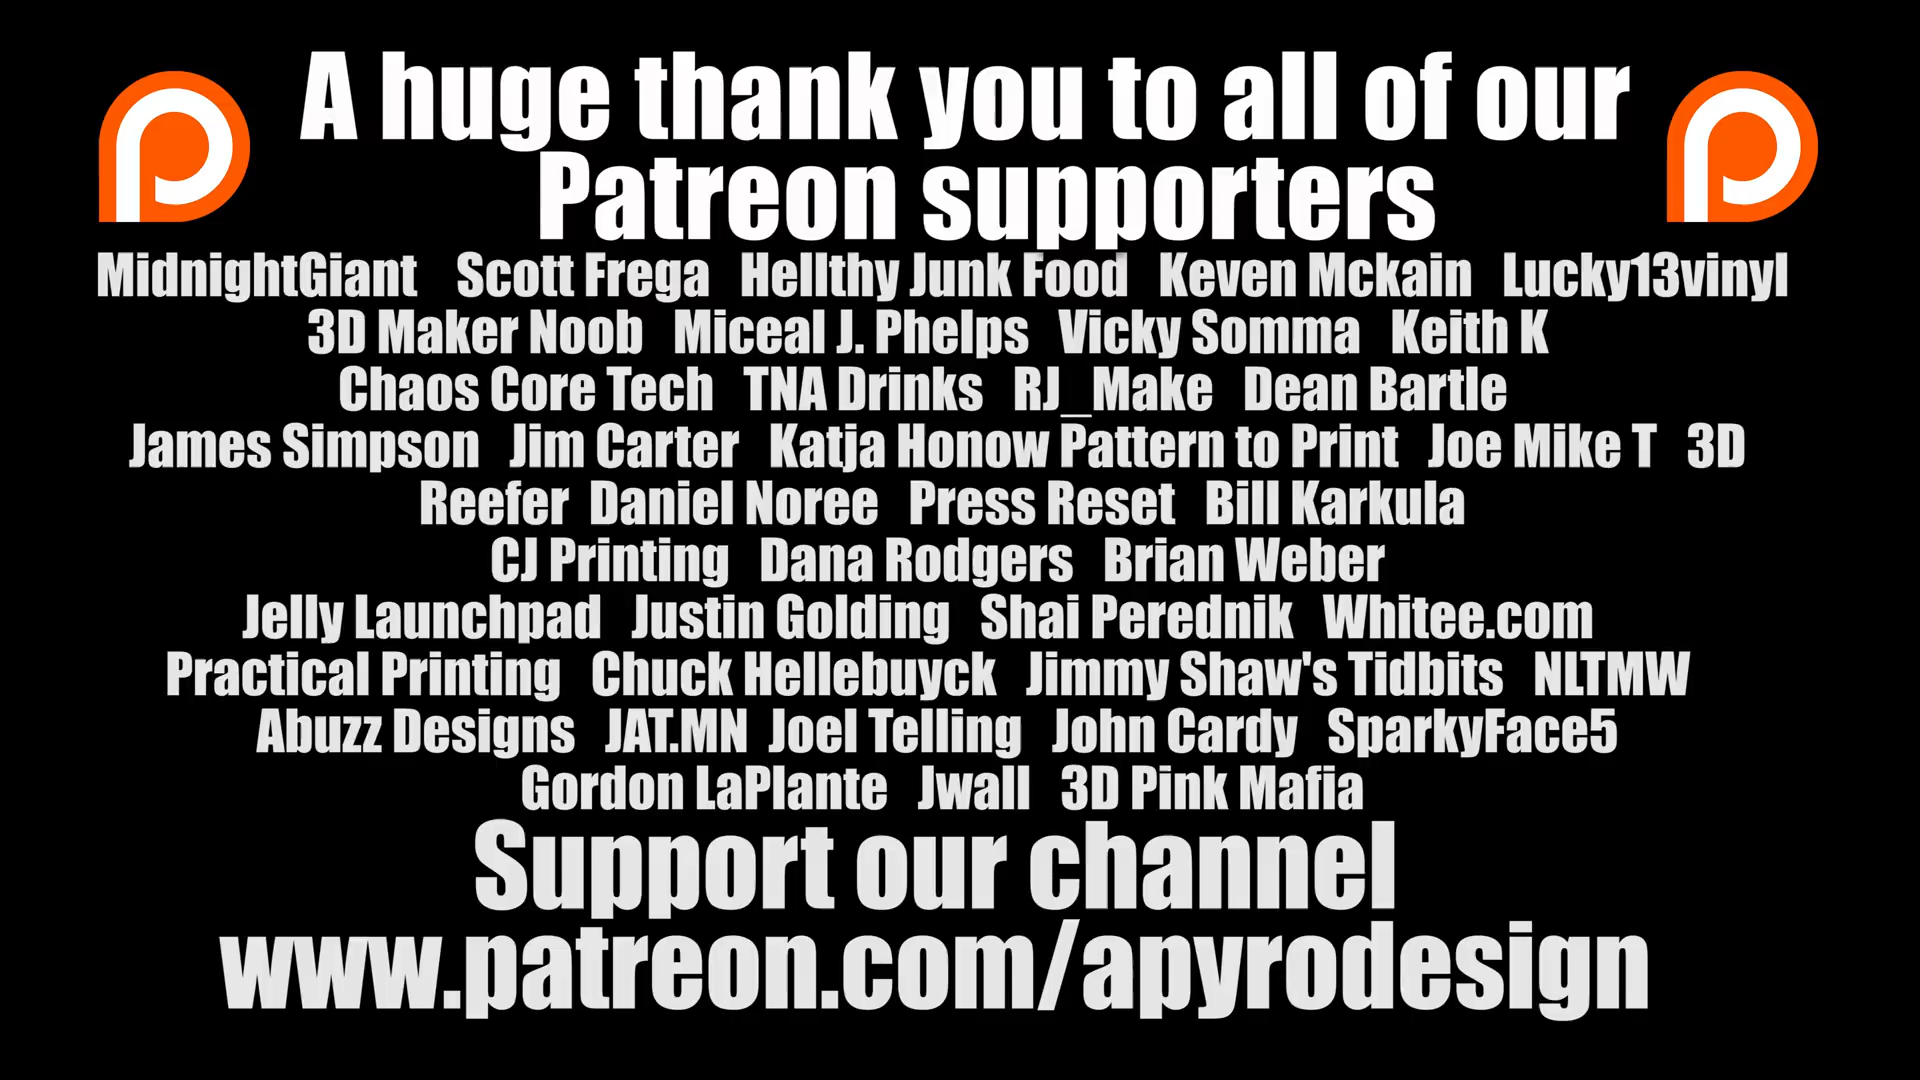 A huge thank you to all of our
Patreon supporters
MidnightGiant Scott Frega Hellthy Junk Food Keven Mckain Lucky13vinyl
3D Maker Noob Miceal J. Phelps Vicky Somma Keith K
Chaos Core Tech TNA Drinks RJ_Make Dean Bartle
James Simpson Jim Carter Katja Honow Pattern to Print Joe Mike T 3D
Reefer Daniel Noree Press Reset Bill Karkula
CJ Printing Dana Rodgers Brian Weber
Jelly Launchpad Justin Golding Shai Perednik Whitee.com
Practical Printing Chuck Hellebuyck Jimmy Shaw's Tidbits NLTMW
Abuzz Designs JAT.MN Joel Telling John Cardy SparkyFace5
Gordon LaPlante Jwall 3D Pink Mafia
Support our channel
www.patreon.com/apyrodesign